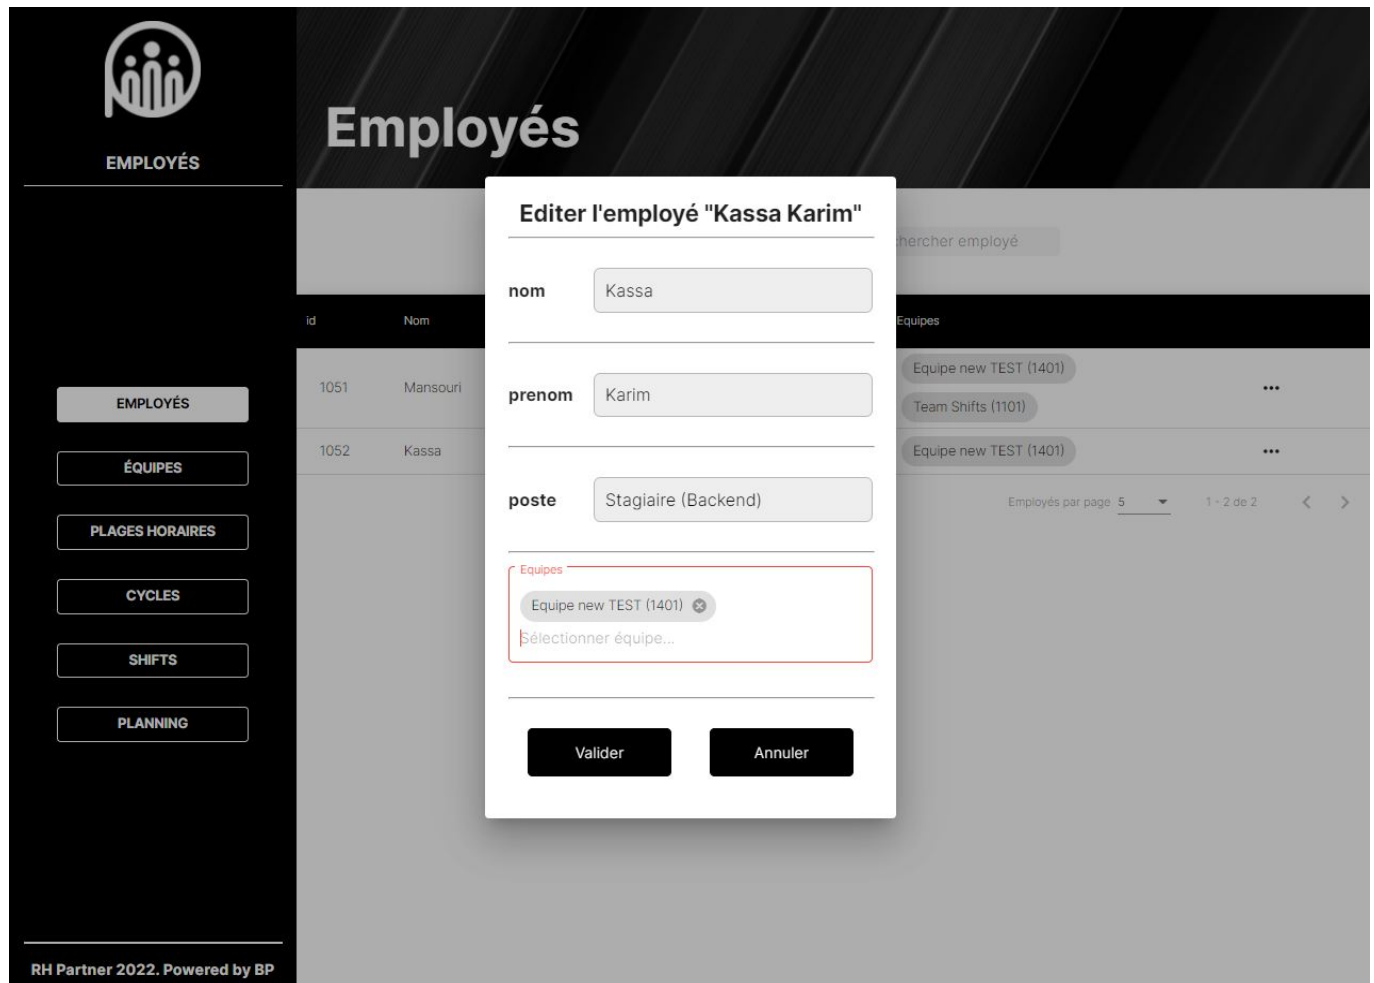 EMPLOYÉS
Employés
Editer l'employé "Kassa Karim"
nom
Kassa
prenom
Karim
poste
Stagiaire (Backend)
Equipes
Equipe new TEST (1401)
Sélectionner équipe...
Valider
Annuler
employé
id
Nom
Equipes
1051
Mansouri
Equipe new TEST (1401)
Team Shifts (1101)
1052
Kassa
Equipe new TEST (1401)
Employés par page 5
1 - 2 de 2
EMPLOYÉS
ÉQUIPES
PLAGES HORAIRES
CYCLES
SHIFTS
PLANNING
RH Partner 2022. Powered by BP